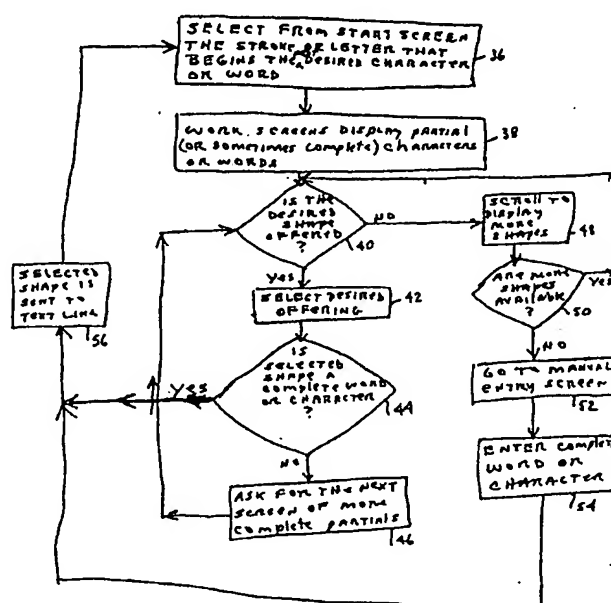 SELECT FROM START SCREEN
THE STROKE OR LETTER THAT
BEGINS THE DESIRED CHARACTER
OR WORD
36
WORK SCREENS DISPLAY PARTIAL
(OR SOMETIMES COMPLETE) CHARACTERS
OR WORDS
38
IS THE
DESIRED
SHAPE
OFFERED
?
40
NO
YES
SCROLL TO
DISPLAY
MORE
SHAPES
48
ARE MORE
SHAPES
AVAILABLE
?
50
YES
NO
SELECT DESIRED
OFFERING
42
SELECTED
SHAPE IS
SENT TO
TEXT LINE
56
IS
SELECTED
SHAPE A
COMPLETE WORD
OR CHARACTER
?
44
YES
NO
GO TO MANUAL
ENTRY SCREEN
52
ASK FOR THE NEXT
SCREEN OF MORE
COMPLETE PARTIALS
46
ENTER COMPLET
WORD OR
CHARACTER
54